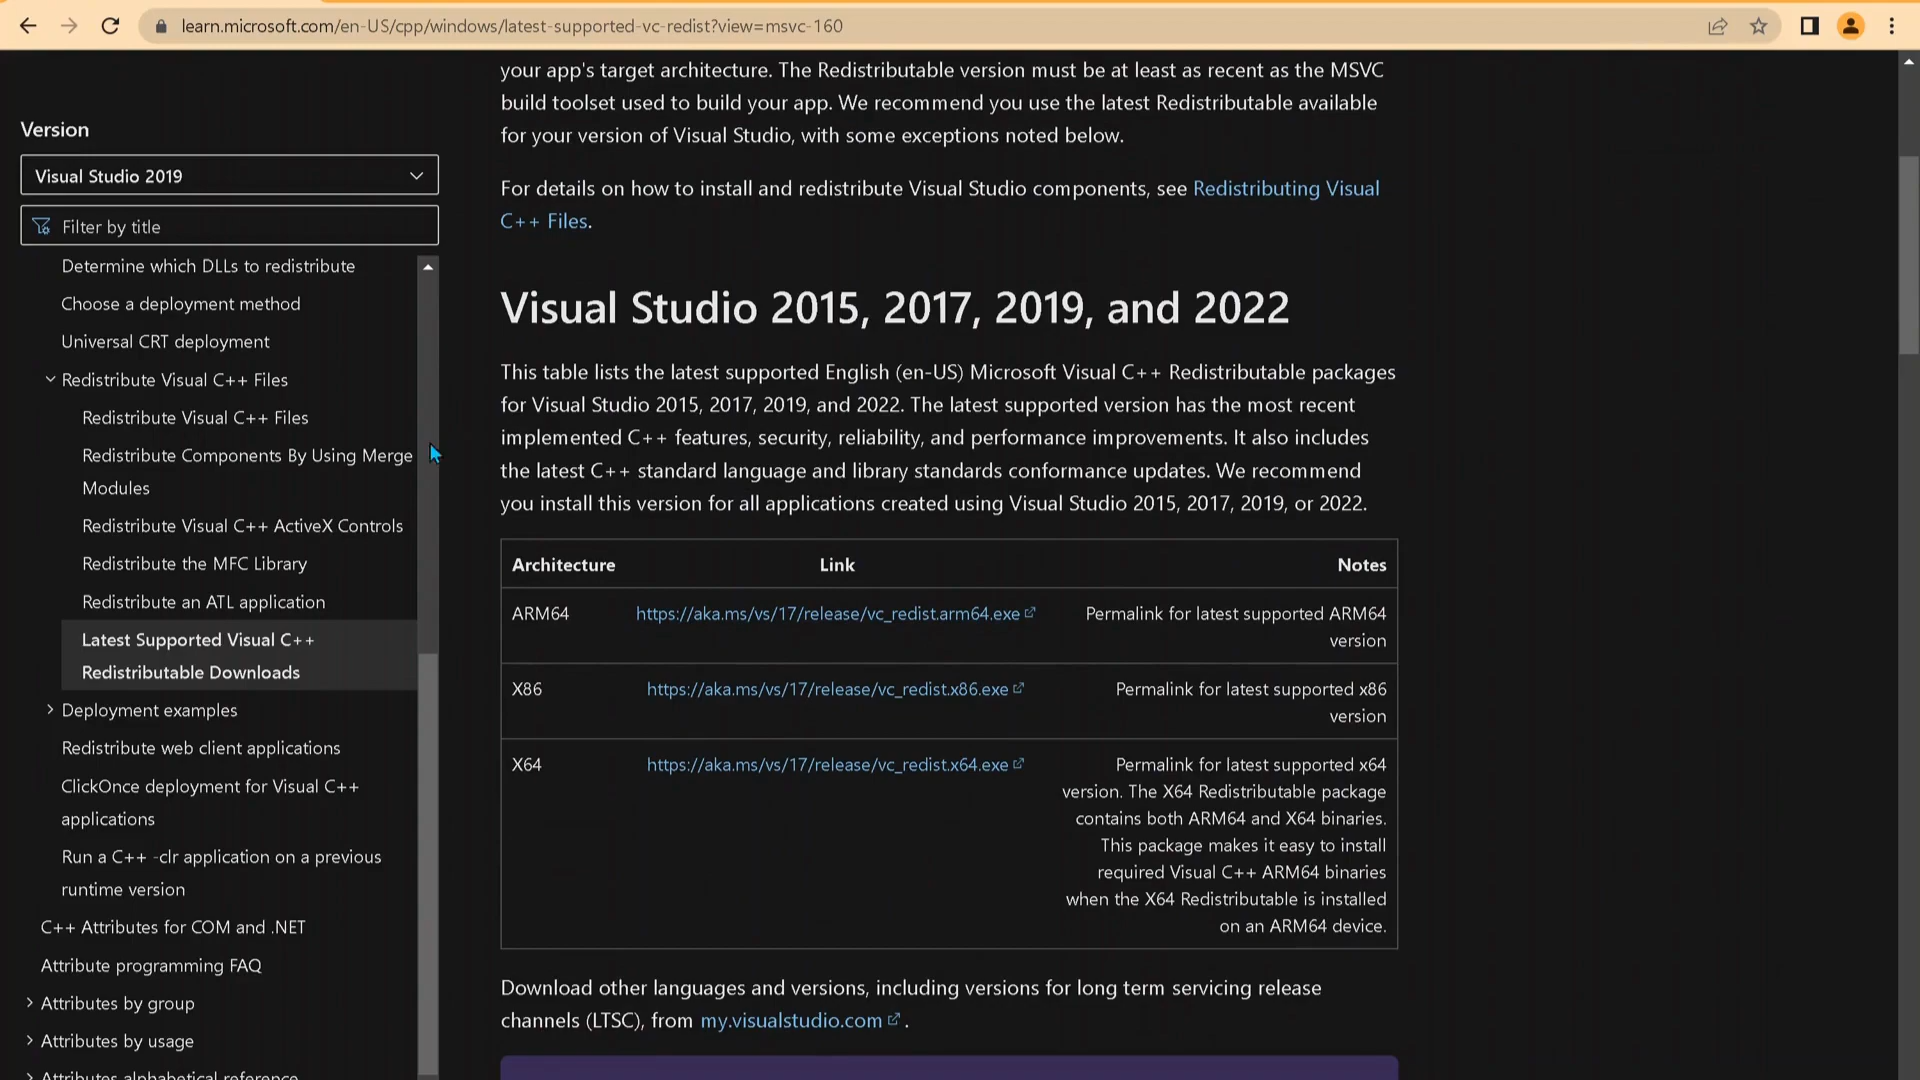 learn.microsoft.com/en-US/cpp/windows/latest-supported-vc-redist?view=msvc-160
Version
Visual Studio 2019
Filter by title
Determine which DLLs to redistribute
Choose a deployment method
Universal CRT deployment
Redistribute Visual C++ Files
Redistribute Visual C++ Files
Redistribute Components By Using Merge
Modules
Redistribute Visual C++ ActiveX Controls
Redistribute the MFC Library
Redistribute an ATL application
Latest Supported Visual C++
Redistributable Downloads
Deployment examples
Redistribute web client applications
ClickOnce deployment for Visual C++
applications
Run a C++ -clr application on a previous
runtime version
C++ Attributes for COM and .NET
Attribute programming FAQ
Attributes by group
Attributes by usage
Attributes alphabetical reference
your app's target architecture. The Redistributable version must be at least as recent as the MSVC
build toolset used to build your app. We recommend you use the latest Redistributable available
for your version of Visual Studio, with some exceptions noted below.
For details on how to install and redistribute Visual Studio components, see Redistributing Visual
C++ Files.
Visual Studio 2015, 2017, 2019, and 2022
This table lists the latest supported English (en-US) Microsoft Visual C++ Redistributable packages
for Visual Studio 2015, 2017, 2019, and 2022. The latest supported version has the most recent
implemented C++ features, security, reliability, and performance improvements. It also includes
the latest C++ standard language and library standards conformance updates. We recommend
you install this version for all applications created using Visual Studio 2015, 2017, 2019, or 2022.
Architecture Link Notes
ARM64 https://aka.ms/vs/17/release/vc_redist.arm64.exe Permalink for latest supported ARM64
version
X86 https://aka.ms/vs/17/release/vc_redist.x86.exe Permalink for latest supported x86
version
X64 https://aka.ms/vs/17/release/vc_redist.x64.exe Permalink for latest supported x64
version. The X64 Redistributable package
contains both ARM64 and X64 binaries.
This package makes it easy to install
required Visual C++ ARM64 binaries
when the X64 Redistributable is installed
on an ARM64 device.
Download other languages and versions, including versions for long term servicing release
channels (LTSC), from my.visualstudio.com .